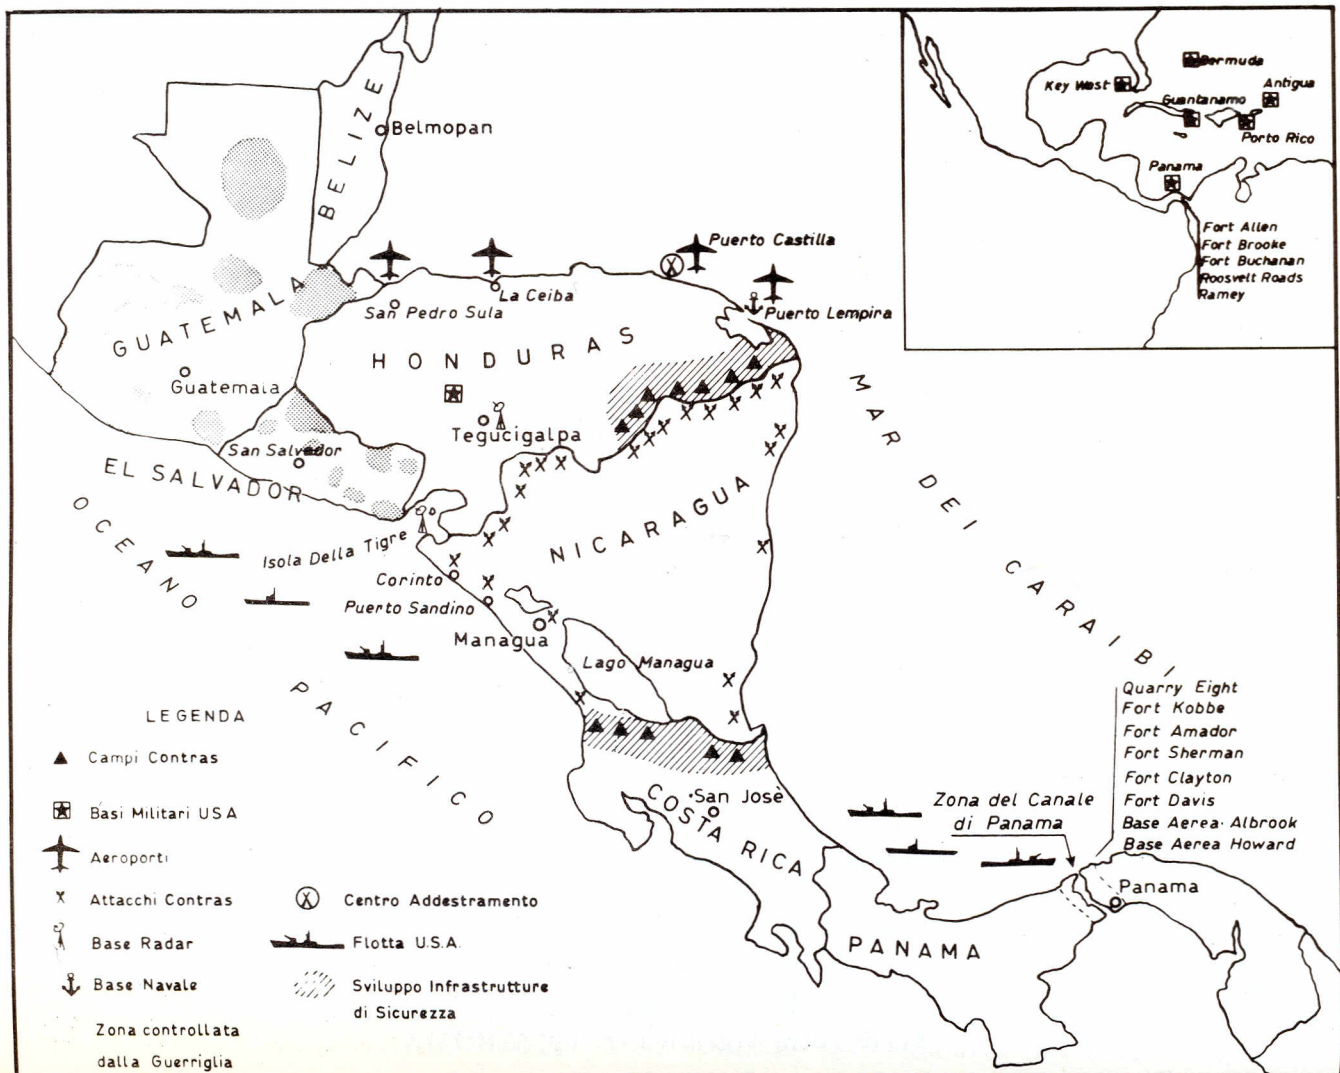 BELIZE
Belmopan
GUATEMALA
Guatemala
San Pedro Sula
La Ceiba
Puerto Castilla
Puerto Lempira
HONDURAS
Tegucigalpa
San Salvador
EL SALVADOR
Isola Della Tigre
Corinto
Puerto Sandino
Managua
NICARAGUA
Lago Managua
OCEANO
PACIFICO
MAR DEI CARAIBI
San Josè
COSTA RICA
Zona del Canale
di Panama
Panama
PANAMA
Quarry Eight
Fort Kobbe
Fort Amador
Fort Sherman
Fort Clayton
Fort Davis
Base Aerea Albrook
Base Aerea Howard
Key West
Bermuda
Guantanamo
Antigua
Porto Rico
Panama
Fort Allen
Fort Brooke
Fort Buchanan
Roosvelt Roads
Ramey
LEGENDA
Campi Contras
Basi Militari USA
Aeroporti
Attacchi Contras
Base Radar
Base Navale
Zona controllata
dalla Guerriglia
Centro Addestramento
Flotta U.S.A.
Sviluppo Infrastrutture
di Sicurezza